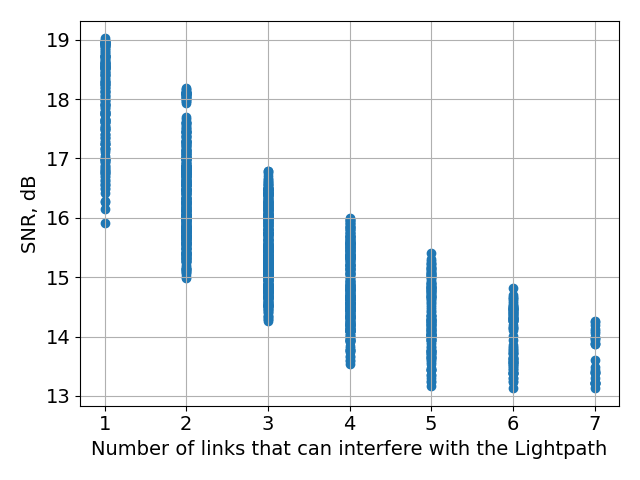 19
18
17
16
15
14
13
SNR, dB
1 2 3 4 5 6 7
Number of links that can interfere with the Lightpath